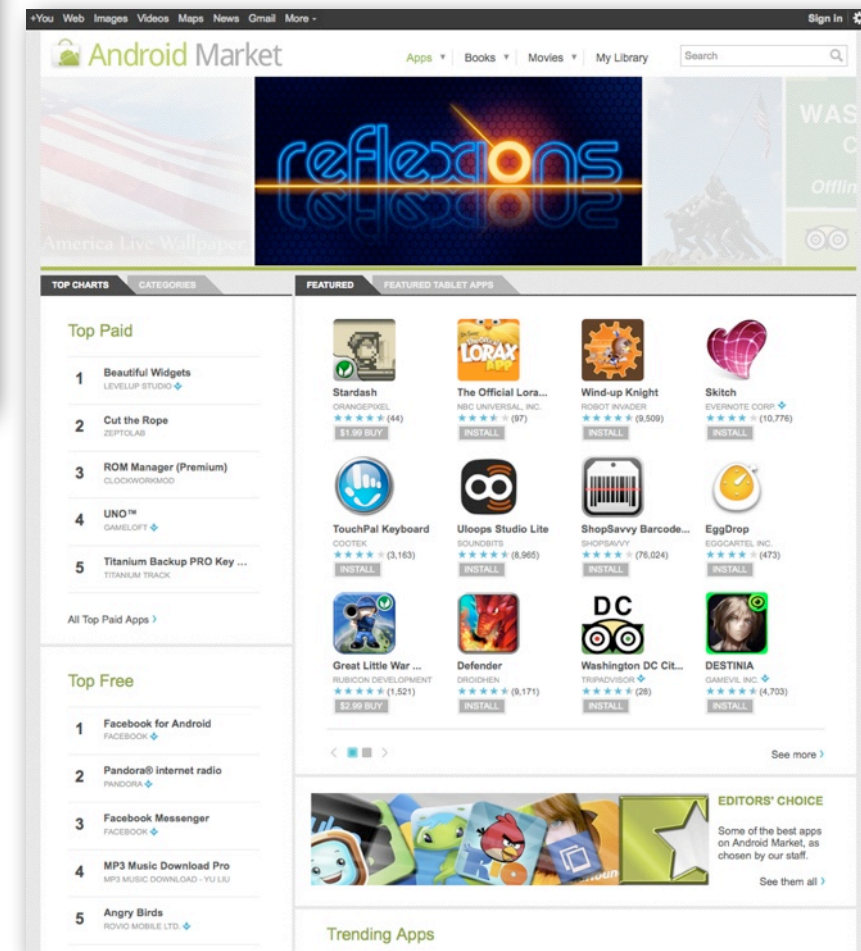 +You Web Images Videos Maps News Gmail More -
Sign in
Android Market
Apps Books Movies My Library
Search
America Live Wallpaper
reflexions
WAS
C
Offlin
TOP CHARTS CATEGORIES
Top Paid
1 Beautiful Widgets
LEVELUP STUDIO
2 Cut the Rope
ZEPTOLAB
3 ROM Manager (Premium)
CLOCKWORKMOD
4 UNO™
GAMELOFT
5 Titanium Backup PRO Key ...
TITANIUM TRACK
All Top Paid Apps ›
Top Free
1 Facebook for Android
FACEBOOK
2 Pandora® internet radio
PANDORA
3 Facebook Messenger
FACEBOOK
4 MP3 Music Download Pro
MP3 MUSIC DOWNLOAD - YU LIU
5 Angry Birds
ROVIO MOBILE LTD.
FEATURED FEATURED TABLET APPS
LORAX
APP
Stardash The Official Lora... Wind-up Knight Skitch
ORANGEPIXEL NBC UNIVERSAL, INC. ROBOT INVADER EVERNOTE CORP.
(44) (97) (9,509) (10,776)
$1.99 BUY INSTALL INSTALL INSTALL
TouchPal Keyboard Uloops Studio Lite ShopSavvy Barcode... EggDrop
COOTEK SOUNDBITS SHOPSAVVY EGGCARTEL INC.
(3,163) (8,965) (76,024) (473)
INSTALL INSTALL INSTALL INSTALL
DC
Great Little War ... Defender Washington DC Cit... DESTINIA
RUBICON DEVELOPMENT DROIDHEN TRIPADVISOR GAMEVIL INC.
(1,521) (9,171) (28) (4,703)
$2.99 BUY INSTALL INSTALL INSTALL
See more ›
EDITORS' CHOICE
Some of the best apps
on Android Market, as
chosen by our staff.
See them all ›
Trending Apps